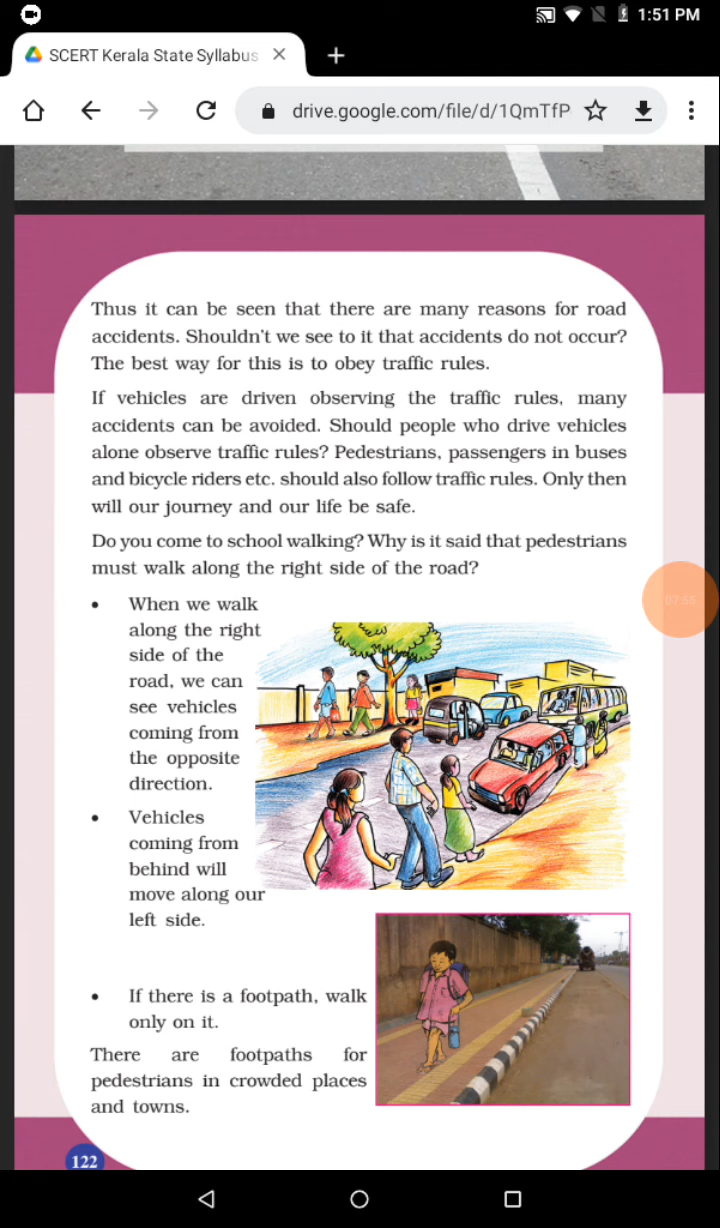 1:51 PM
SCERT Kerala State Syllabus
drive.google.com/file/d/1QmTfP
Thus it can be seen that there are many reasons for road
accidents. Shouldn't we see to it that accidents do not occur?
The best way for this is to obey traffic rules.
If vehicles are driven observing the traffic rules, many
accidents can be avoided. Should people who drive vehicles
alone observe traffic rules? Pedestrians, passengers in buses
and bicycle riders etc. should also follow traffic rules. Only then
will our journey and our life be safe.
Do you come to school walking? Why is it said that pedestrians
must walk along the right side of the road?
07:55
• When we walk
along the right
side of the
road, we can
see vehicles
coming from
the opposite
direction.
• Vehicles
coming from
behind will
move along our
left side.
• If there is a footpath, walk
only on it.
There are footpaths for
pedestrians in crowded places
and towns.
122